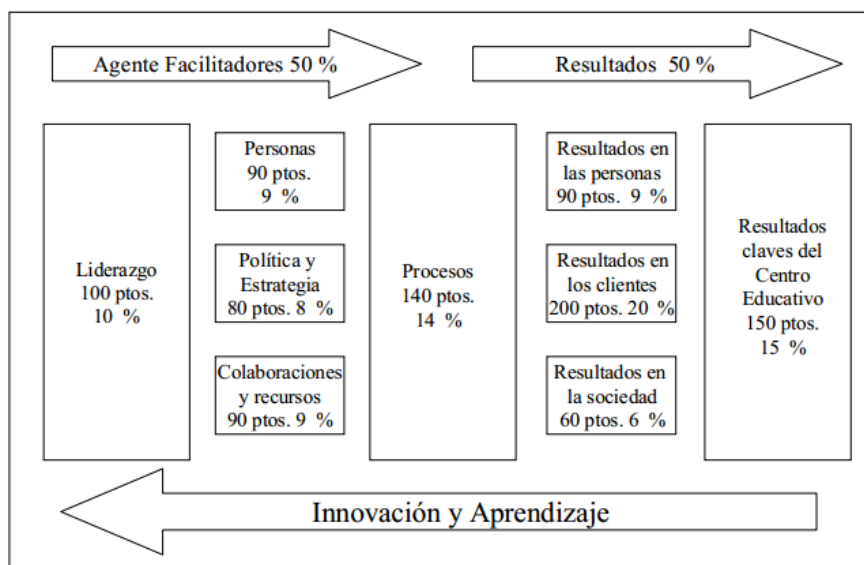 Agente Facilitadores 50 %
Resultados 50 %
Liderazgo
100 ptos.
10 %
Personas
90 ptos.
9 %
Política y
Estrategia
80 ptos. 8 %
Colaboraciones
y recursos
90 ptos. 9 %
Procesos
140 ptos.
14 %
Resultados en
las personas
90 ptos. 9 %
Resultados en
los clientes
200 ptos. 20 %
Resultados en
la sociedad
60 ptos. 6 %
Resultados
claves del
Centro
Educativo
150 ptos.
15 %
Innovación y Aprendizaje